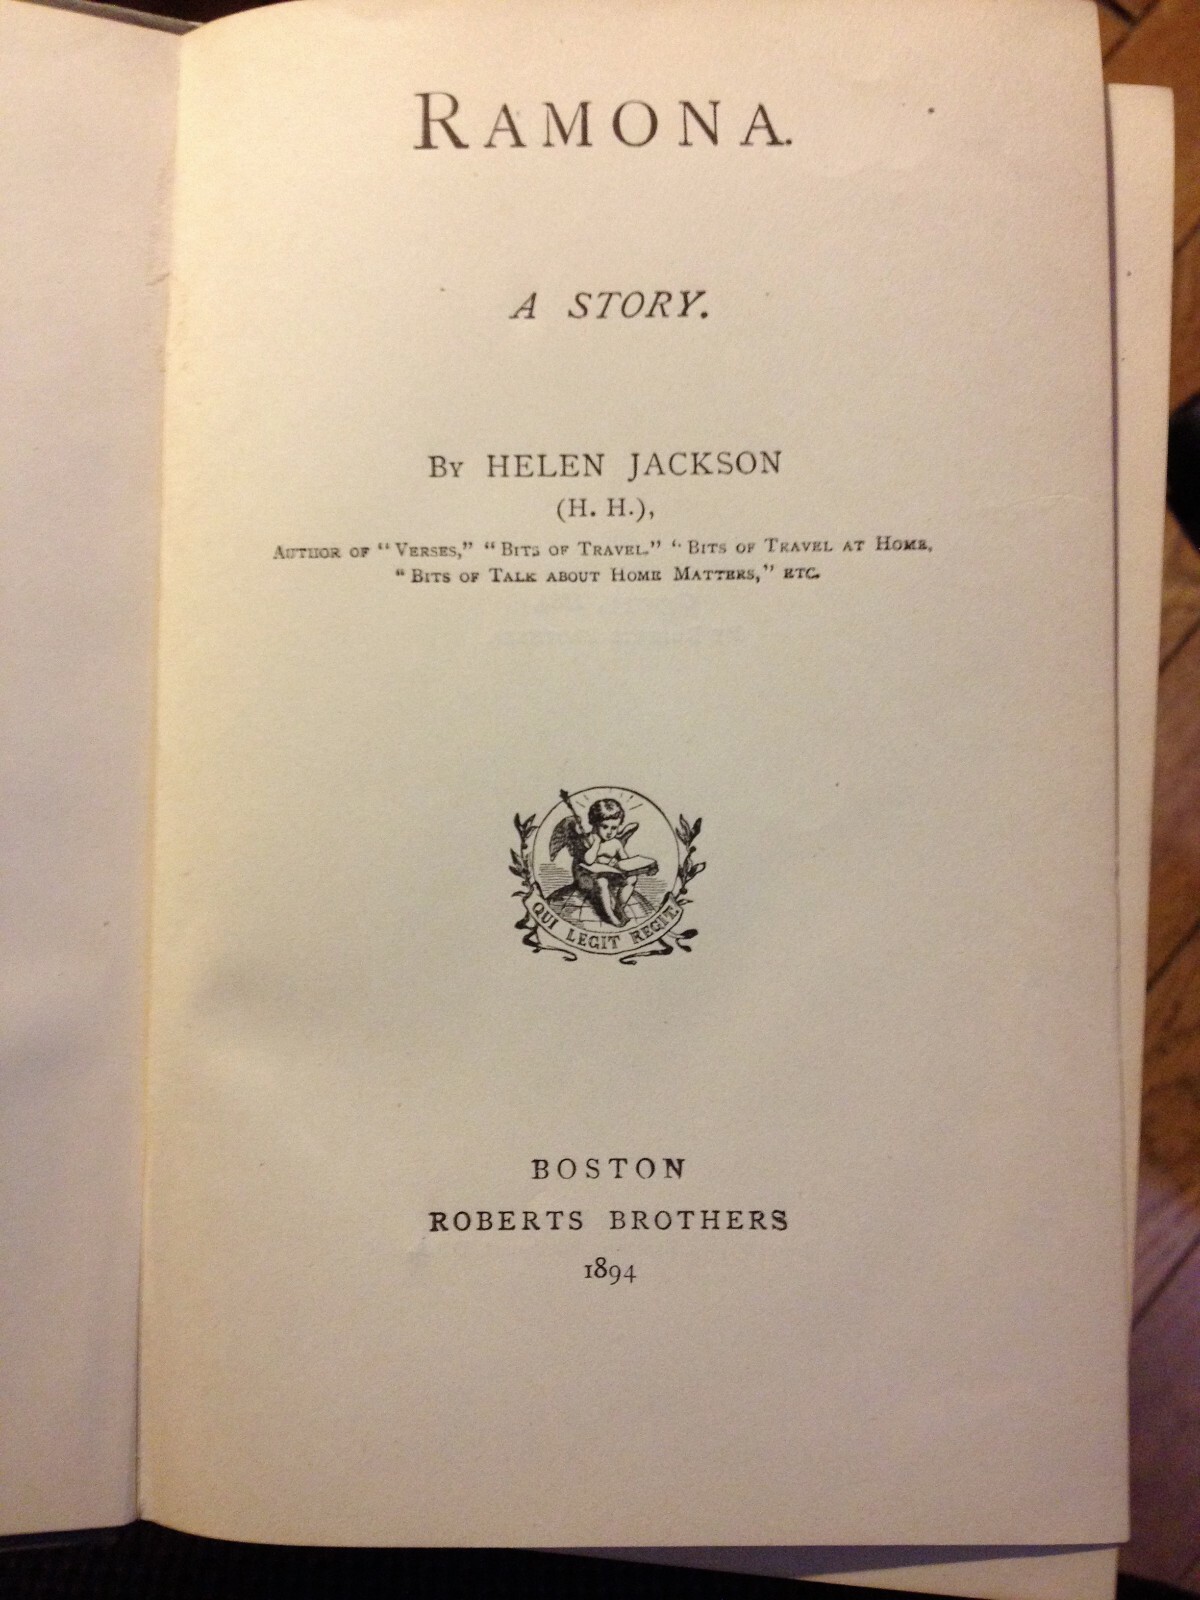 RAMONA.
A STORY.
BY HELEN JACKSON
(H. H.),
AUTHOR OF "VERSES," "BITS OF TRAVEL," "BITS OF TRAVEL AT HOME,
"BITS OF TALK ABOUT HOME MATTERS," ETC.
QUI LEGIT REGIT
BOSTON
ROBERTS BROTHERS
1894